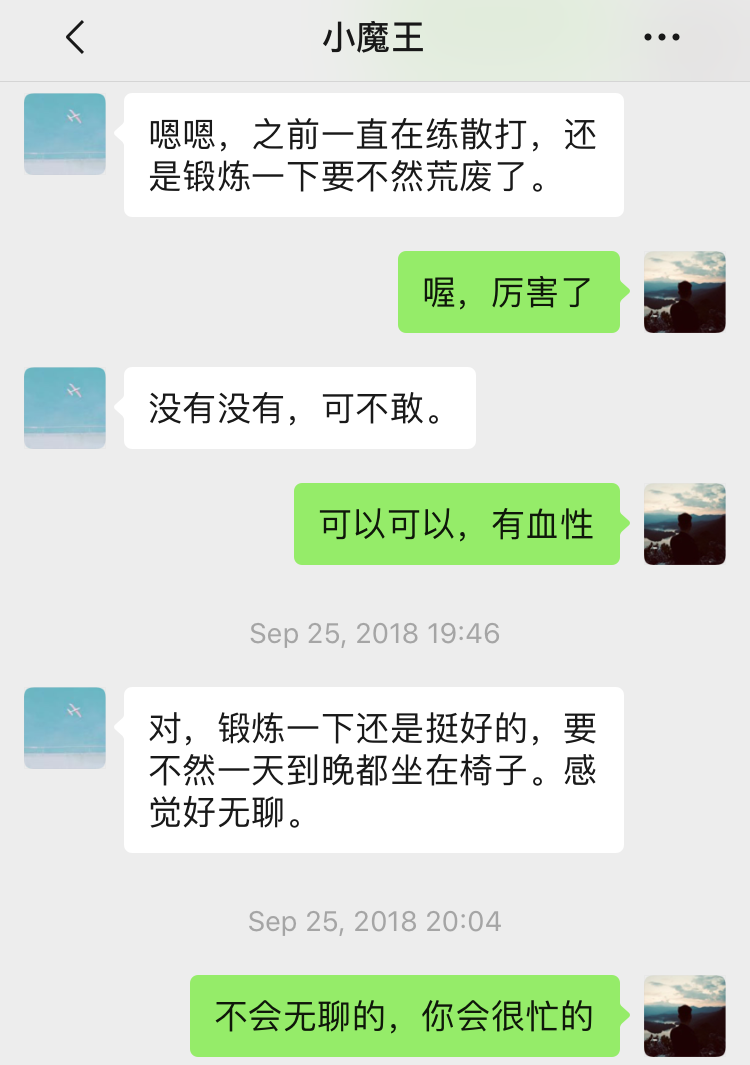 小魔王
嗯嗯，之前一直在练散打，还
是锻炼一下要不然荒废了。
喔，厉害了
没有没有，可不敢。
可以可以，有血性
Sep 25, 2018 19:46
对，锻炼一下还是挺好的，要
不然一天到晚都坐在椅子。感
觉好无聊。
Sep 25, 2018 20:04
不会无聊的，你会很忙的